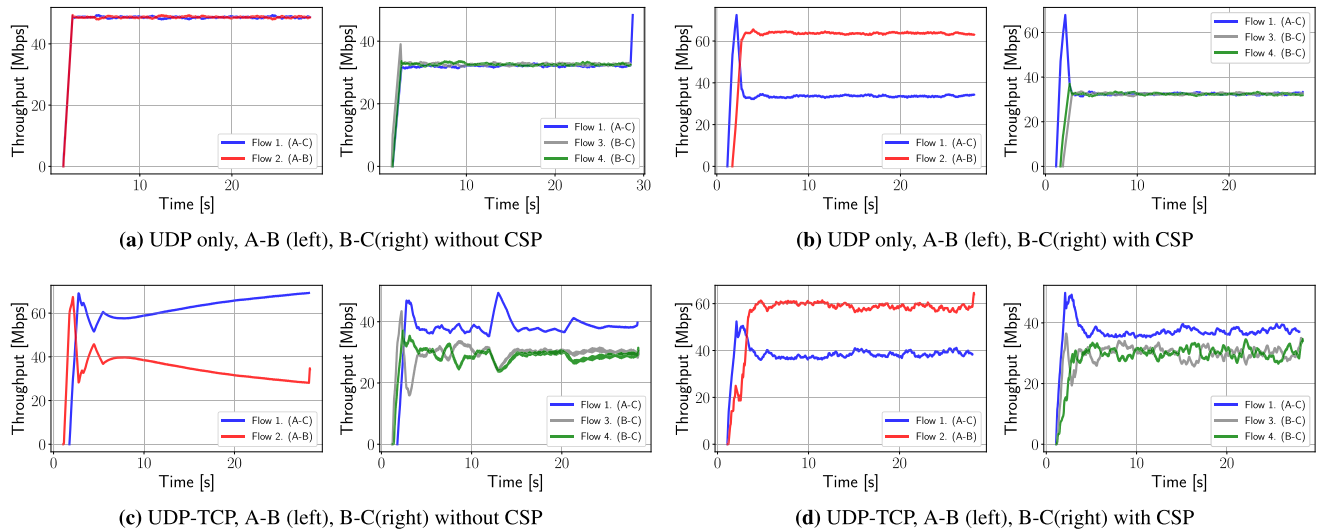 Throughput [Mbps]
40
20
0
10
20
Time [s]
Flow 1. (A-C)
Flow 2. (A-B)
Throughput [Mbps]
40
20
0
10
20
30
Time [s]
Flow 1. (A-C)
Flow 3. (B-C)
Flow 4. (B-C)
(a) UDP only, A-B (left), B-C(right) without CSP
Throughput [Mbps]
60
40
20
0
0
10
20
Time [s]
Flow 1. (A-C)
Flow 2. (A-B)
Throughput [Mbps]
60
40
20
0
0
10
20
Time [s]
Flow 1. (A-C)
Flow 3. (B-C)
Flow 4. (B-C)
(b) UDP only, A-B (left), B-C(right) with CSP
Throughput [Mbps]
60
40
20
0
0
10
20
Time [s]
Flow 1. (A-C)
Flow 2. (A-B)
Throughput [Mbps]
40
20
0
0
10
20
Time [s]
Flow 1. (A-C)
Flow 3. (B-C)
Flow 4. (B-C)
(c) UDP-TCP, A-B (left), B-C(right) without CSP
Throughput [Mbps]
60
40
20
0
0
10
20
Time [s]
Flow 1. (A-C)
Flow 2. (A-B)
Throughput [Mbps]
40
20
0
0
10
20
Time [s]
Flow 1. (A-C)
Flow 3. (B-C)
Flow 4. (B-C)
(d) UDP-TCP, A-B (left), B-C(right) with CSP